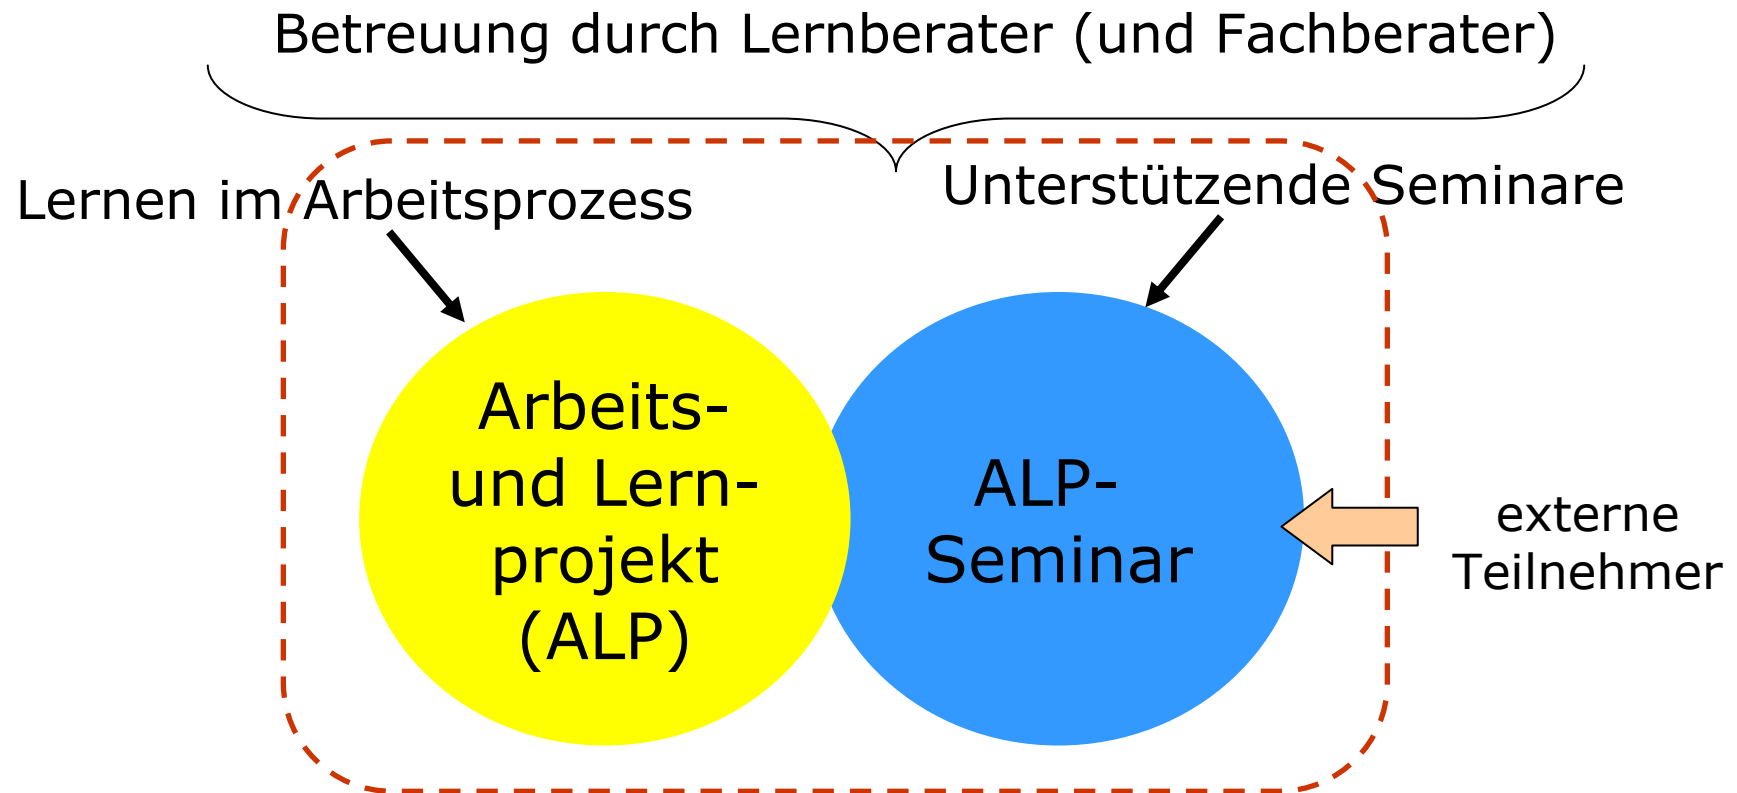 Betreuung durch Lernberater (und Fachberater)
Lernen im Arbeitsprozess
Unterstützende Seminare
Arbeits-
und Lern-
projekt
(ALP)
ALP-
Seminar
externe
Teilnehmer